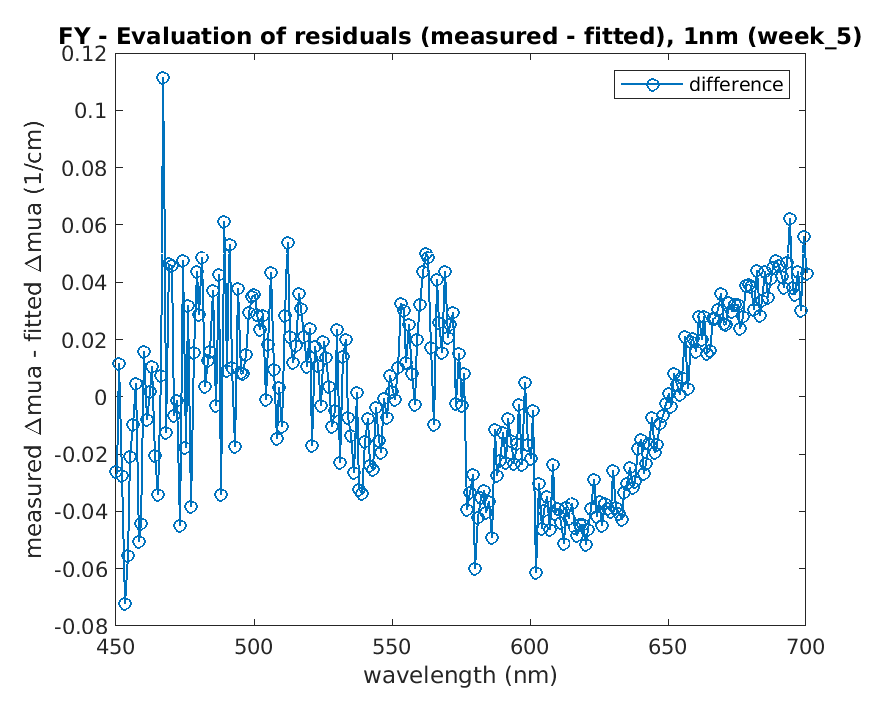 FY - Evaluation of residuals (measured - fitted), 1nm (week_5)
difference
measured Δmua - fitted Δmua (1/cm)
0.12
0.1
0.08
0.06
0.04
0.02
0
-0.02
-0.04
-0.06
-0.08
450 500 550 600 650 700
wavelength (nm)